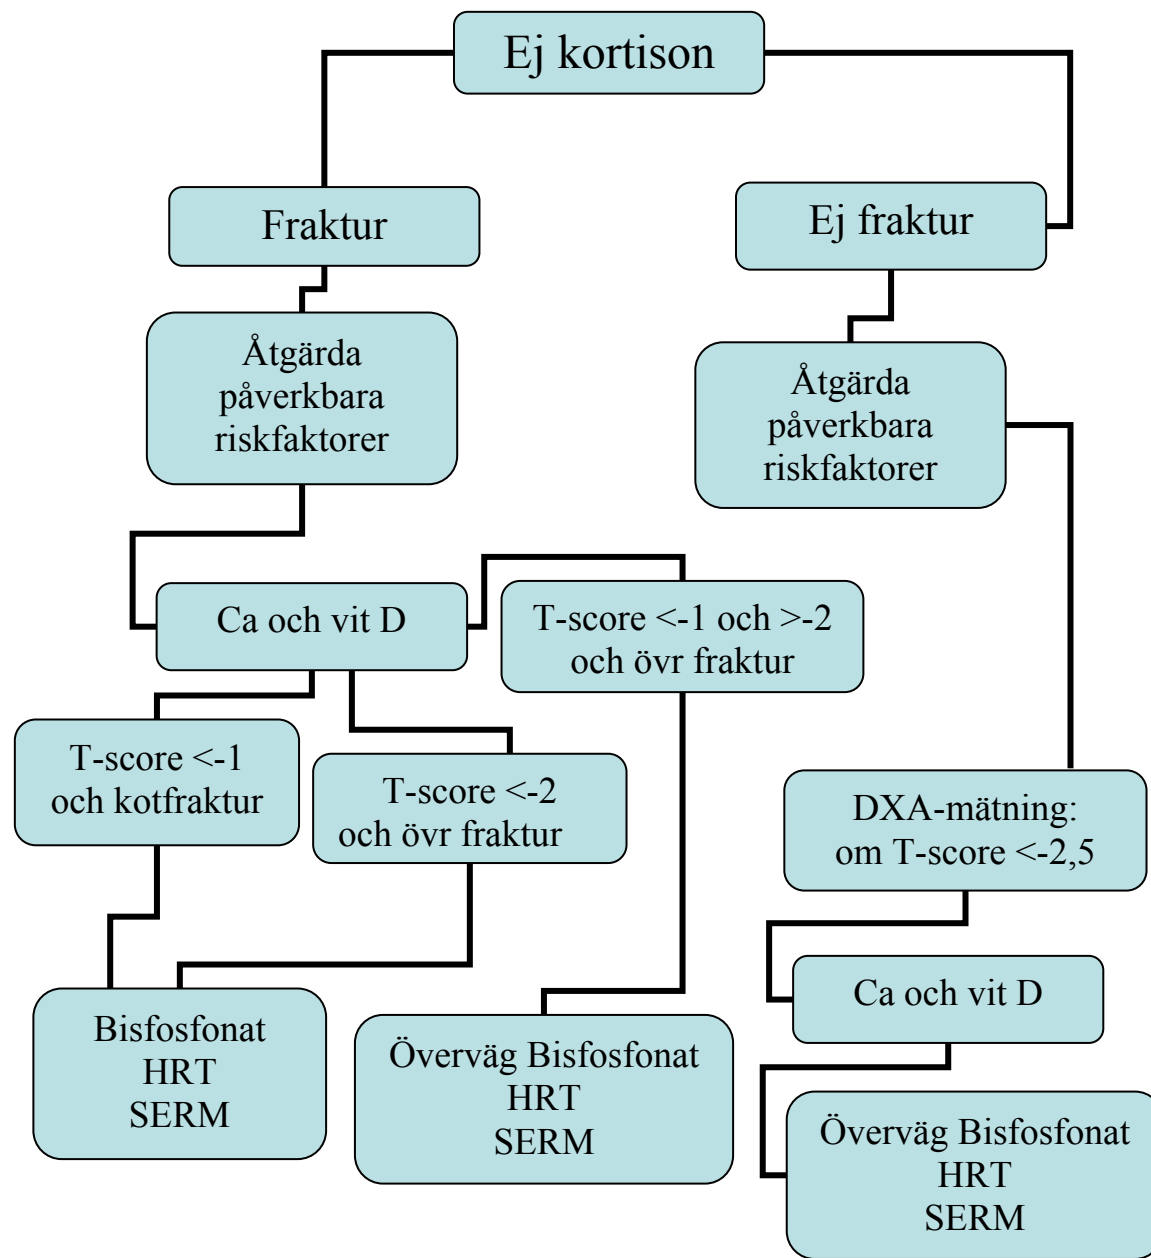 Ej kortison
Fraktur
Ej fraktur
Åtgärda
påverkbara
riskfaktorer
Åtgärda
påverkbara
riskfaktorer
Ca och vit D
T-score <-1 och >-2
och övr fraktur
T-score <-1
och kotfraktur
T-score <-2
och övr fraktur
DXA-mätning:
om T-score <-2,5
Ca och vit D
Bisfosfonat
HRT
SERM
Överväg Bisfosfonat
HRT
SERM
Överväg Bisfosfonat
HRT
SERM